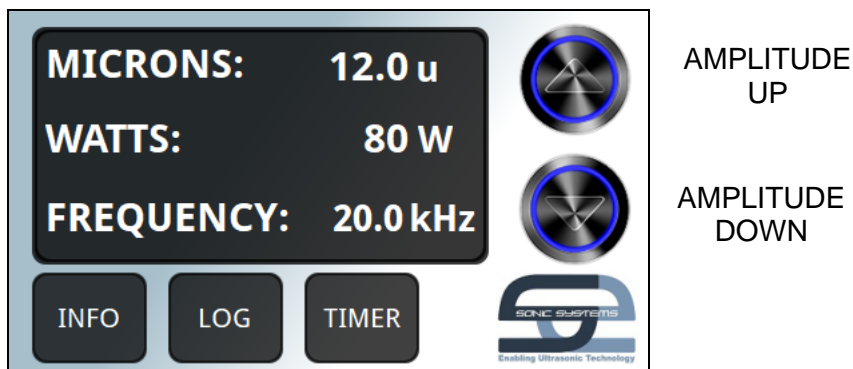 MICRONS: 12.0 u
WATTS: 80 W
FREQUENCY: 20.0 kHz
INFO LOG TIMER
SONIC SYSTEMS
Enabling Ultrasonic Technology
AMPLITUDE
UP
AMPLITUDE
DOWN